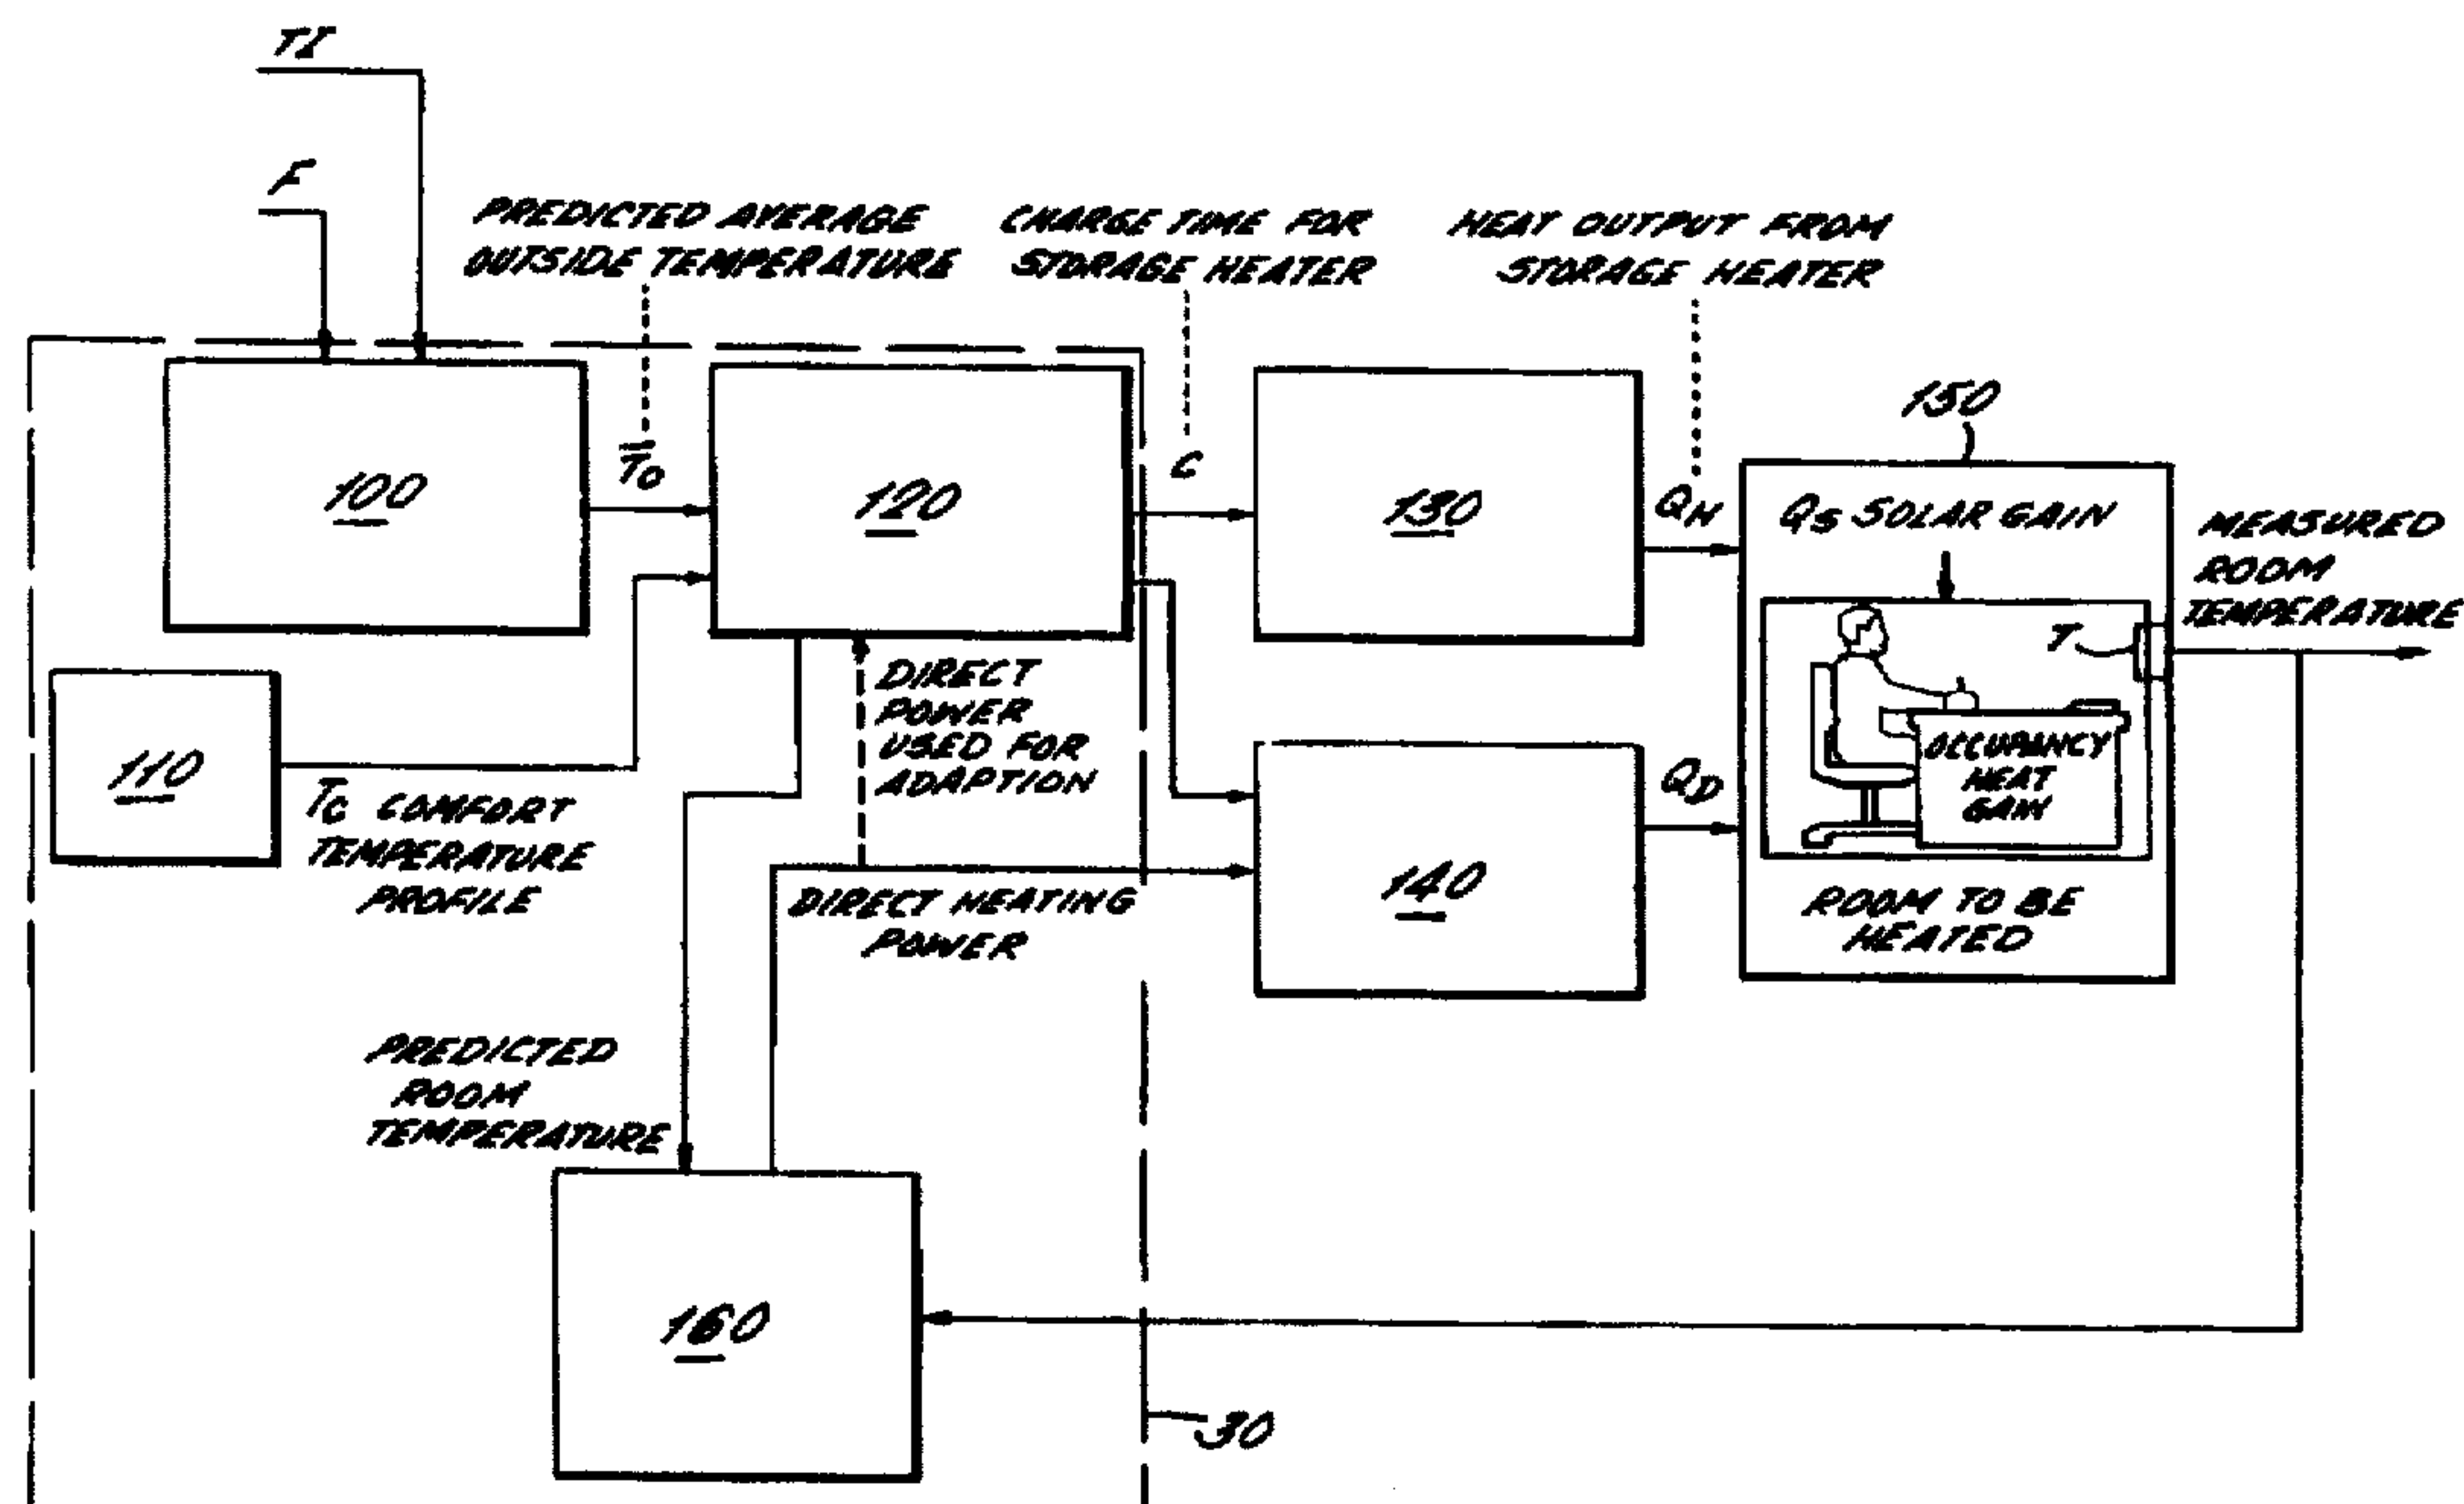 TI
F
PREDICTED AVERAGE
OUTSIDE TEMPERATURE
CHARGE TIME FOR
STORAGE HEATER
HEAT OUTPUT FROM
STORAGE HEATER
100
T̅O
120
C
130
QH
150
QS SOLAR GAIN
MEASURED
ROOM
TEMPERATURE
T
OCCUPANCY
HEAT
GAIN
ROOM TO BE
HEATED
110
TC COMFORT
TEMPERATURE
PROFILE
DIRECT
POWER
USED FOR
ADAPTION
140
QD
DIRECT HEATING
POWER
PREDICTED
ROOM
TEMPERATURE
160
30